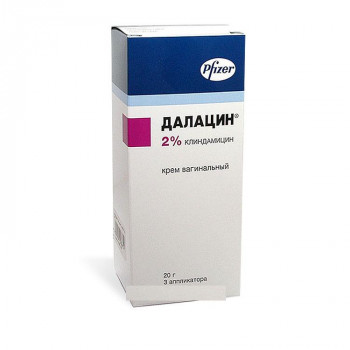 Pfizer
ДАЛАЦИН®
2% КЛИНДАМИЦИН
крем вагинальный
20 г
3 аппликатора